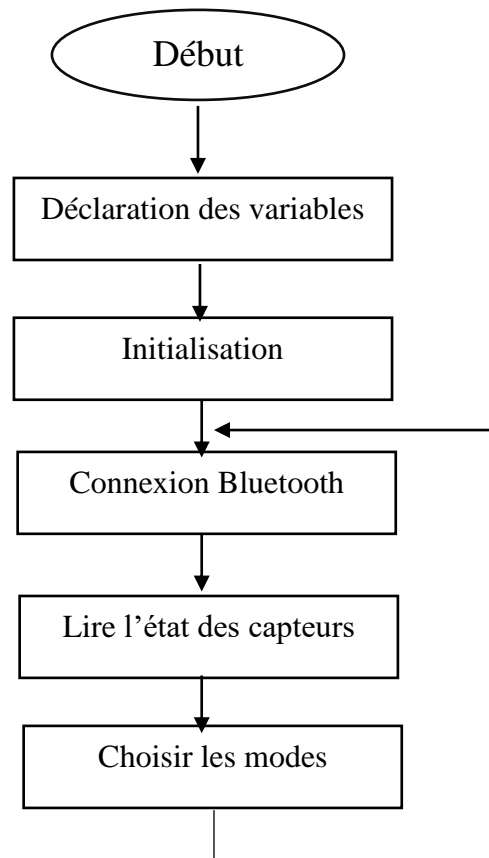 Début
Déclaration des variables
Initialisation
Connexion Bluetooth
Lire l’état des capteurs
Choisir les modes